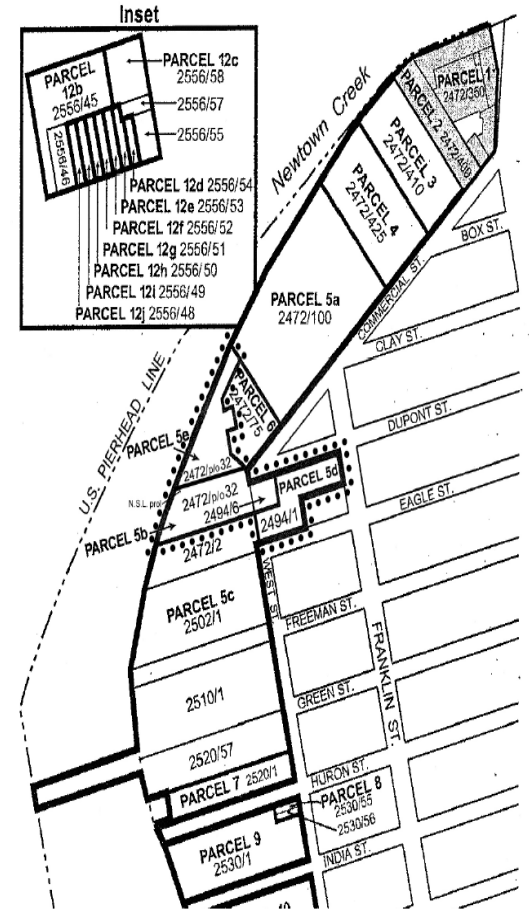 Inset
PARCEL
12b
2556/45
PARCEL 12c
2556/58
2556/57
2556/55
2556/46
PARCEL 12d 2556/54
PARCEL 12e 2556/53
PARCEL 12f 2556/52
PARCEL 12g 2556/51
PARCEL 12h 2556/50
PARCEL 12i 2556/49
PARCEL 12j 2556/48
Newtown Creek
PARCEL 1
2472/350
PARCEL 2 2472/400
PARCEL 3
2472/410
PARCEL 4
2472/425
BOX ST.
COMMERCIAL ST.
PARCEL 5a
2472/100
CLAY ST.
PARCEL 6
2472/75
DUPONT ST.
U.S. PIERHEAD LINE
PARCEL 5e
2472/p/o32
N.S.L. prol
2472/p/o32
2494/6
PARCEL 5d
EAGLE ST.
PARCEL 5b
2494/1
2472/2
WEST ST.
PARCEL 5c
2502/1
FREEMAN ST.
FRANKLIN ST.
2510/1
GREEN ST.
2520/57
HURON ST.
PARCEL 7 2520/1
PARCEL 8
2530/55
2530/56
PARCEL 9
2530/1
INDIA ST.